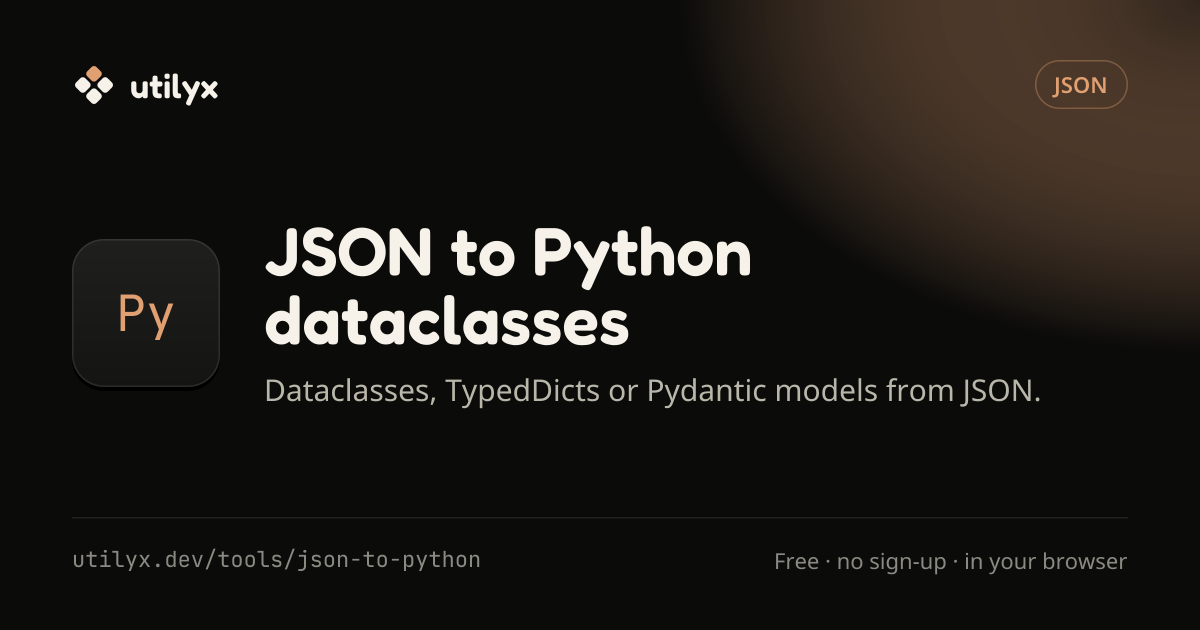 utilyx
JSON
Py
JSON to Python
dataclasses
Dataclasses, TypedDicts or Pydantic models from JSON.
utilyx.dev/tools/json-to-python
Free · no sign-up · in your browser